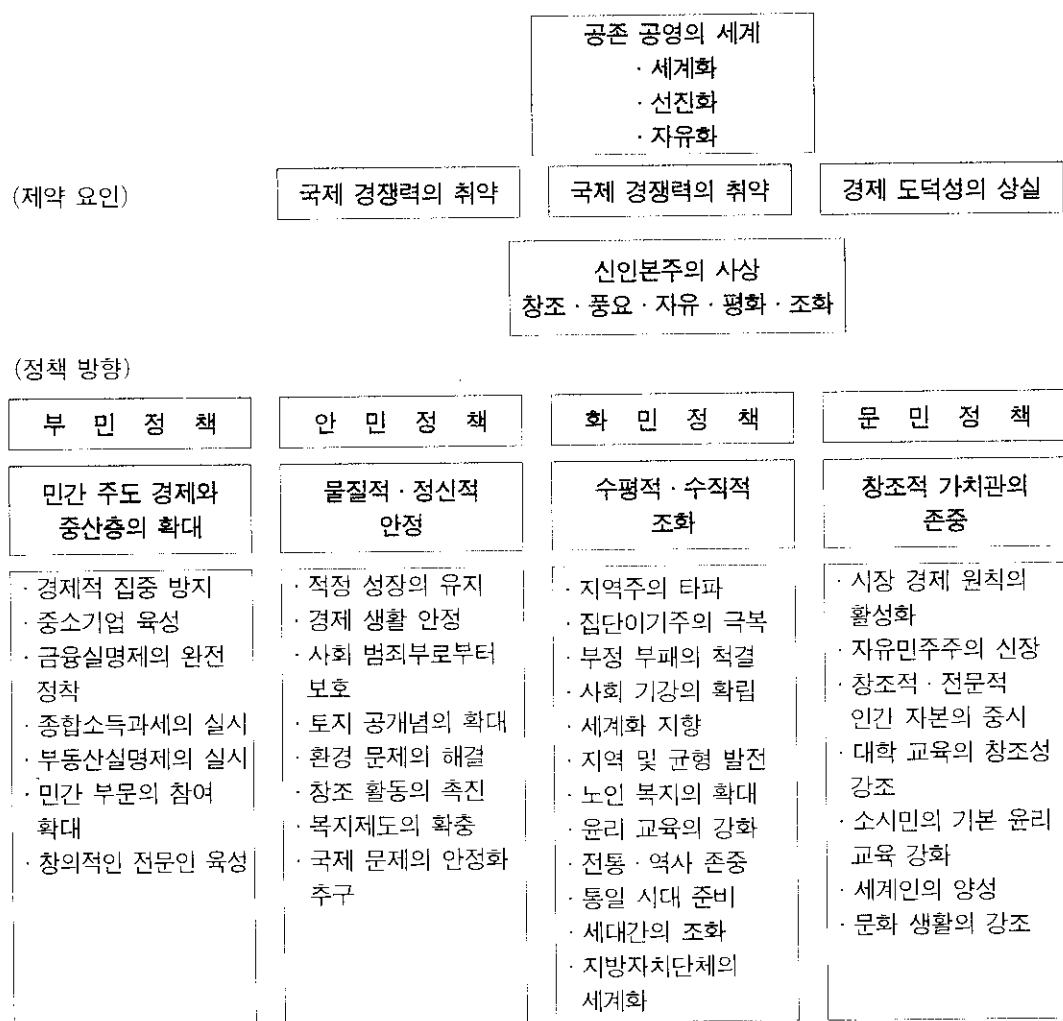 공존 공영의 세계
· 세계화
· 선진화
· 자유화
(제약 요인)
국제 경쟁력의 취약
국제 경쟁력의 취약
경제 도덕성의 상실
신인본주의 사상
창조 · 풍요 · 자유 · 평화 · 조화
(정책 방향)
부 민 정 책
안 민 정 책
화 민 정 책
문 민 정 책
민간 주도 경제와
중산층의 확대
물질적 · 정신적
안정
수평적 · 수직적
조화
창조적 가치관의
존중
· 경제적 집중 방지
· 중소기업 육성
· 금융실명제의 완전
정착
· 종합소득과세의 실시
· 부동산실명제의 실시
· 민간 부문의 참여
확대
· 창의적인 전문인 육성
· 적정 성장의 유지
· 경제 생활 안정
· 사회 범죄부로부터
보호
· 토지 공개념의 확대
· 환경 문제의 해결
· 창조 활동의 촉진
· 복지제도의 확충
· 국제 문제의 안정화
추구
· 지역주의 타파
· 집단이기주의 극복
· 부정 부패의 척결
· 사회 기강의 확립
· 세계화 지향
· 지역 및 균형 발전
· 노인 복지의 확대
· 윤리 교육의 강화
· 전통 · 역사 존중
· 통일 시대 준비
· 세대간의 조화
· 지방자치단체의
세계화
· 시장 경제 원칙의
활성화
· 자유민주주의 신장
· 창조적 · 전문적
인간 자본의 중시
· 대학 교육의 창조성
강조
· 소시민의 기본 윤리
교육 강화
· 세계인의 양성
· 문화 생활의 강조